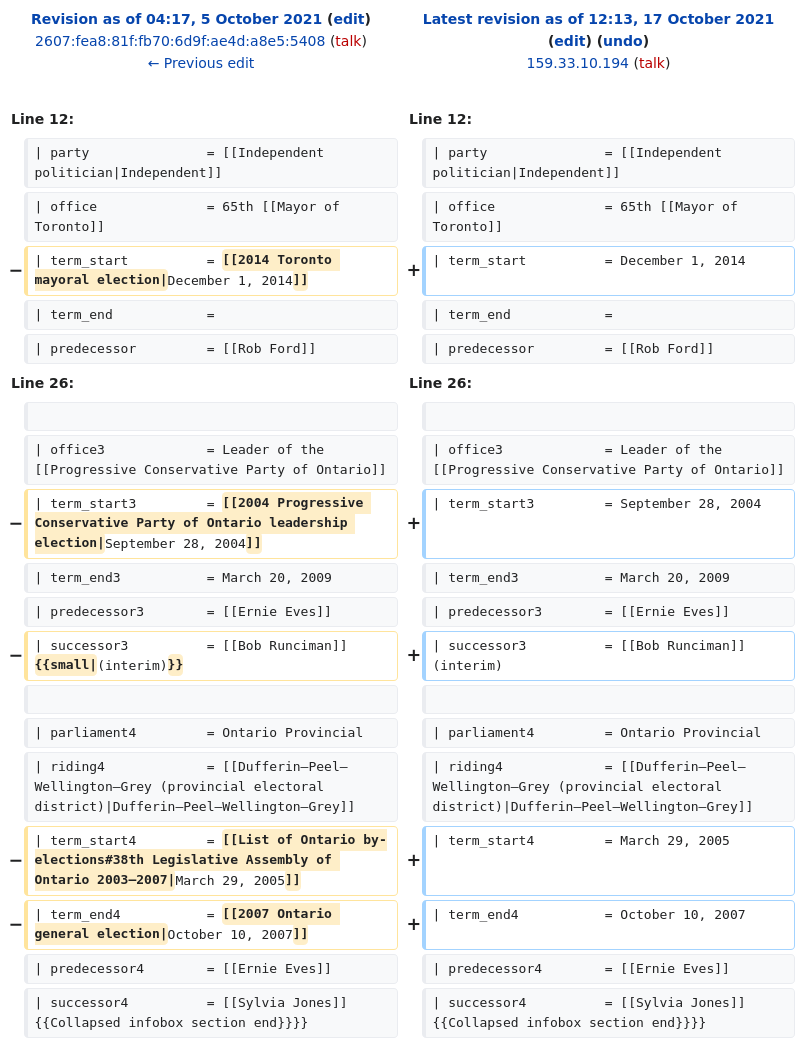 Revision as of 04:17, 5 October 2021 (edit)
2607:fea8:81f:fb70:6d9f:ae4d:a8e5:5408 (talk)
← Previous edit
Latest revision as of 12:13, 17 October 2021
(edit) (undo)
159.33.10.194 (talk)
Line 12:
Line 12:
| party               = [[Independent
politician|Independent]]
| party               = [[Independent
politician|Independent]]
| office              = 65th [[Mayor of
Toronto]]
| office              = 65th [[Mayor of
Toronto]]
− | term_start          = [[2014 Toronto
mayoral election|December 1, 2014]]
+ | term_start          = December 1, 2014
| term_end            =
| term_end            =
| predecessor         = [[Rob Ford]]
| predecessor         = [[Rob Ford]]
Line 26:
Line 26:
| office3             = Leader of the
[[Progressive Conservative Party of Ontario]]
| office3             = Leader of the
[[Progressive Conservative Party of Ontario]]
− | term_start3         = [[2004 Progressive
Conservative Party of Ontario leadership
election|September 28, 2004]]
+ | term_start3         = September 28, 2004
| term_end3           = March 20, 2009
| term_end3           = March 20, 2009
| predecessor3        = [[Ernie Eves]]
| predecessor3        = [[Ernie Eves]]
− | successor3          = [[Bob Runciman]]
{{small|(interim)}}
+ | successor3          = [[Bob Runciman]]
(interim)
| parliament4         = Ontario Provincial
| parliament4         = Ontario Provincial
| riding4             = [[Dufferin—Peel—
Wellington—Grey (provincial electoral
district)|Dufferin—Peel—Wellington—Grey]]
| riding4             = [[Dufferin—Peel—
Wellington—Grey (provincial electoral
district)|Dufferin—Peel—Wellington—Grey]]
− | term_start4         = [[List of Ontario by-
elections#38th Legislative Assembly of
Ontario 2003–2007|March 29, 2005]]
+ | term_start4         = March 29, 2005
− | term_end4           = [[2007 Ontario
general election|October 10, 2007]]
+ | term_end4           = October 10, 2007
| predecessor4        = [[Ernie Eves]]
| predecessor4        = [[Ernie Eves]]
| successor4          = [[Sylvia Jones]]
{{Collapsed infobox section end}}}}
| successor4          = [[Sylvia Jones]]
{{Collapsed infobox section end}}}}